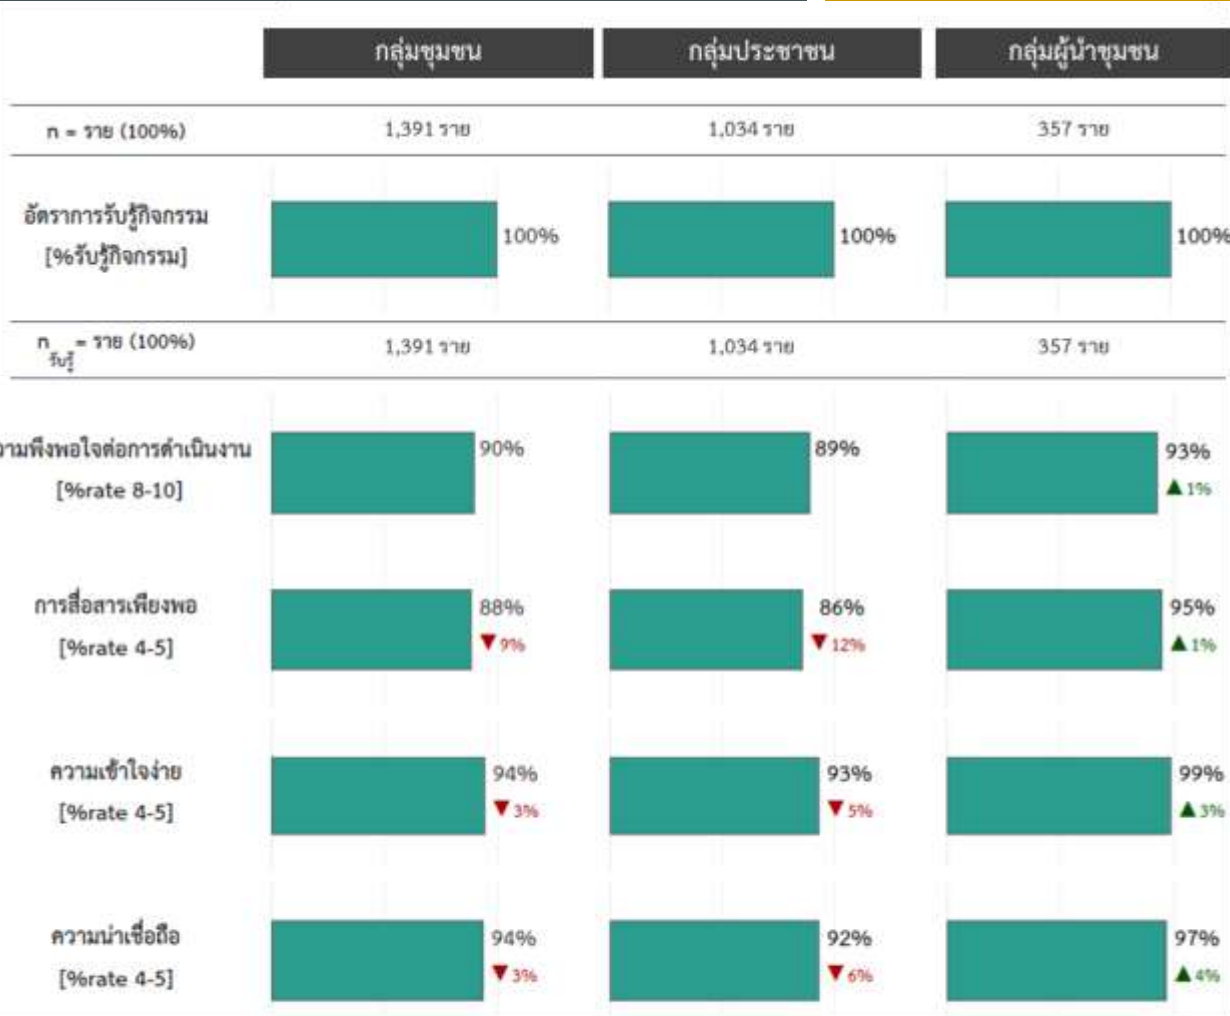 กลุ่มชุมชน กลุ่มประชาชน กลุ่มผู้นำชุมชน
n = ราย (100%) 1,391 ราย 1,034 ราย 357 ราย
อัตราการรับรู้กิจกรรม
[%รับรู้กิจกรรม]
100% 100% 100%
n รับรู้ = ราย (100%) 1,391 ราย 1,034 ราย 357 ราย
วามพึงพอใจต่อการดำเนินงาน
[%rate 8-10]
90% 89% 93%
▲1%
การสื่อสารเพียงพอ
[%rate 4-5]
88% 86% 95%
▼9% ▼12% ▲1%
ความเข้าใจง่าย
[%rate 4-5]
94% 93% 99%
▼3% ▼5% ▲3%
ความน่าเชื่อถือ
[%rate 4-5]
94% 92% 97%
▼3% ▼6% ▲4%